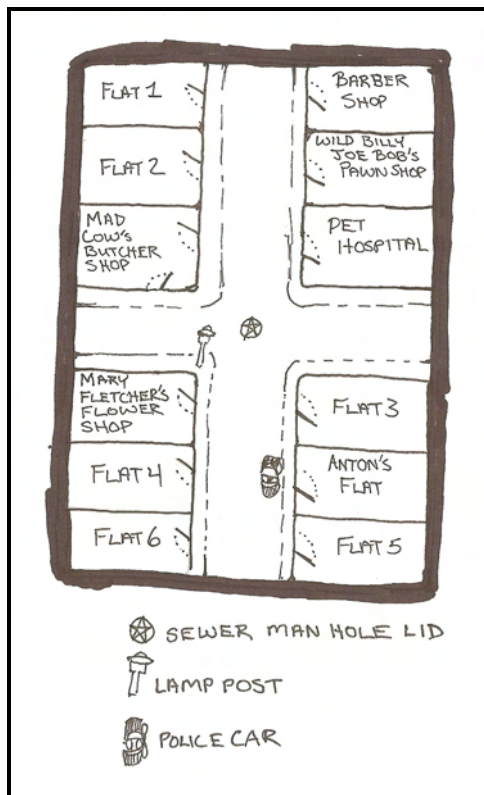 FLAT 1
FLAT 2
MAD
COW'S
BUTCHER
SHOP
BARBER
SHOP
WILD BILLY
JOE BOB'S
PAWN SHOP
PET
HOSPITAL
MARY
FLETCHER'S
FLOWER
SHOP
FLAT 4
FLAT 6
FLAT 3
ANTON'S
FLAT
FLAT 5
SEWER MAN HOLE LID
LAMP POST
POLICE CAR